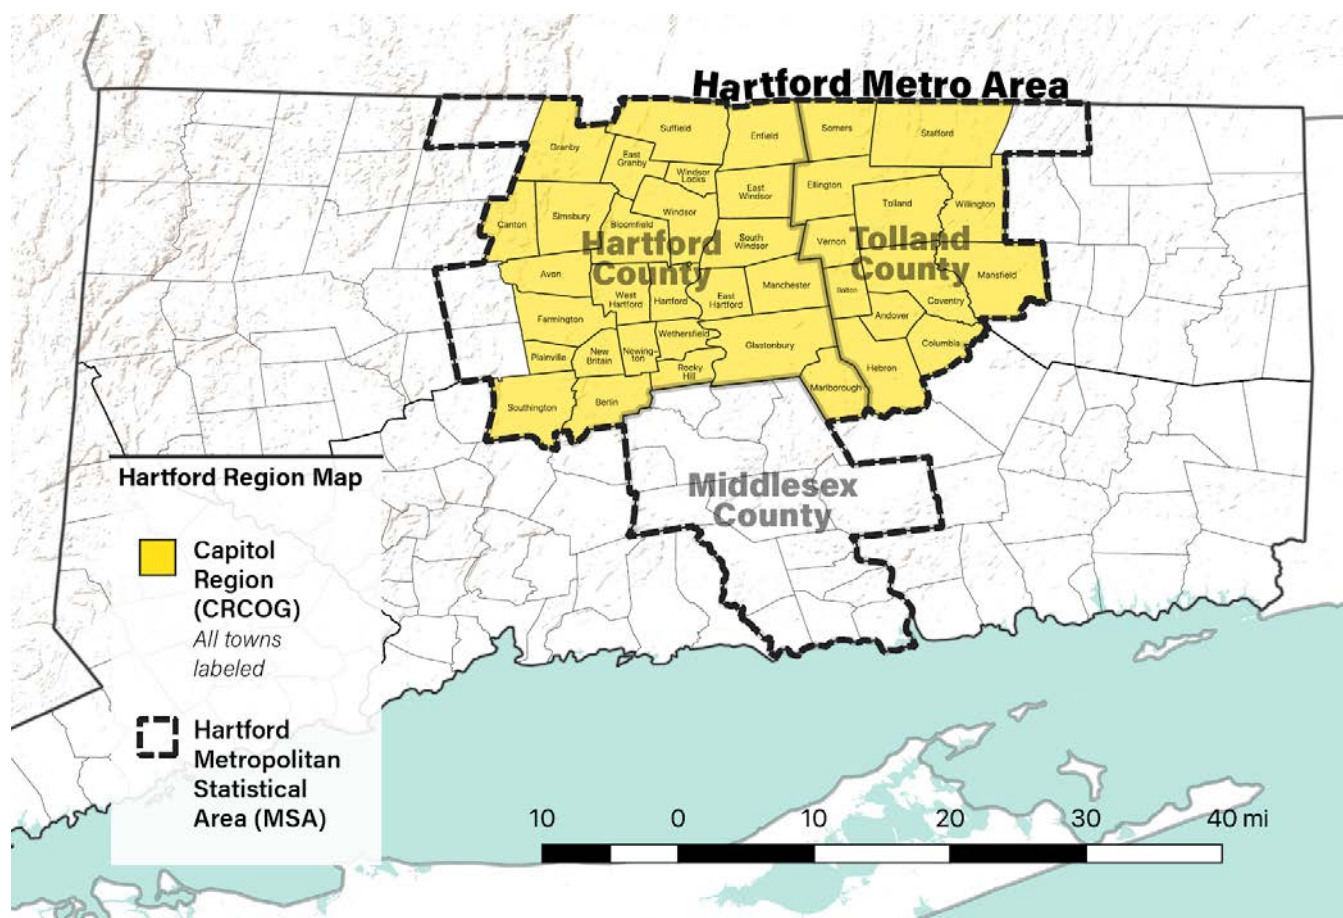 Hartford Metro Area
Suffield
Enfield
Somers
Stafford
Granby
East
Granby
Windsor
Locks
East
Windsor
Ellington
Tolland
Willington
Canton
Simsbury
Bloomfield
Windsor
South
Windsor
Vernon
Hartford
County
Tolland
County
Avon
Mansfield
West
Hartford
Hartford
East
Hartford
Manchester
Bolton
Coventry
Andover
Farmington
Wethersfield
Glastonbury
Columbia
Plainville
New
Britain
Newing-
ton
Rocky
Hill
Hebron
Marlborough
Southington
Berlin
Middlesex
County
Hartford Region Map
Capitol
Region
(CRCOG)
All towns
labeled
Hartford
Metropolitan
Statistical
Area (MSA)
10 0 10 20 30 40 mi